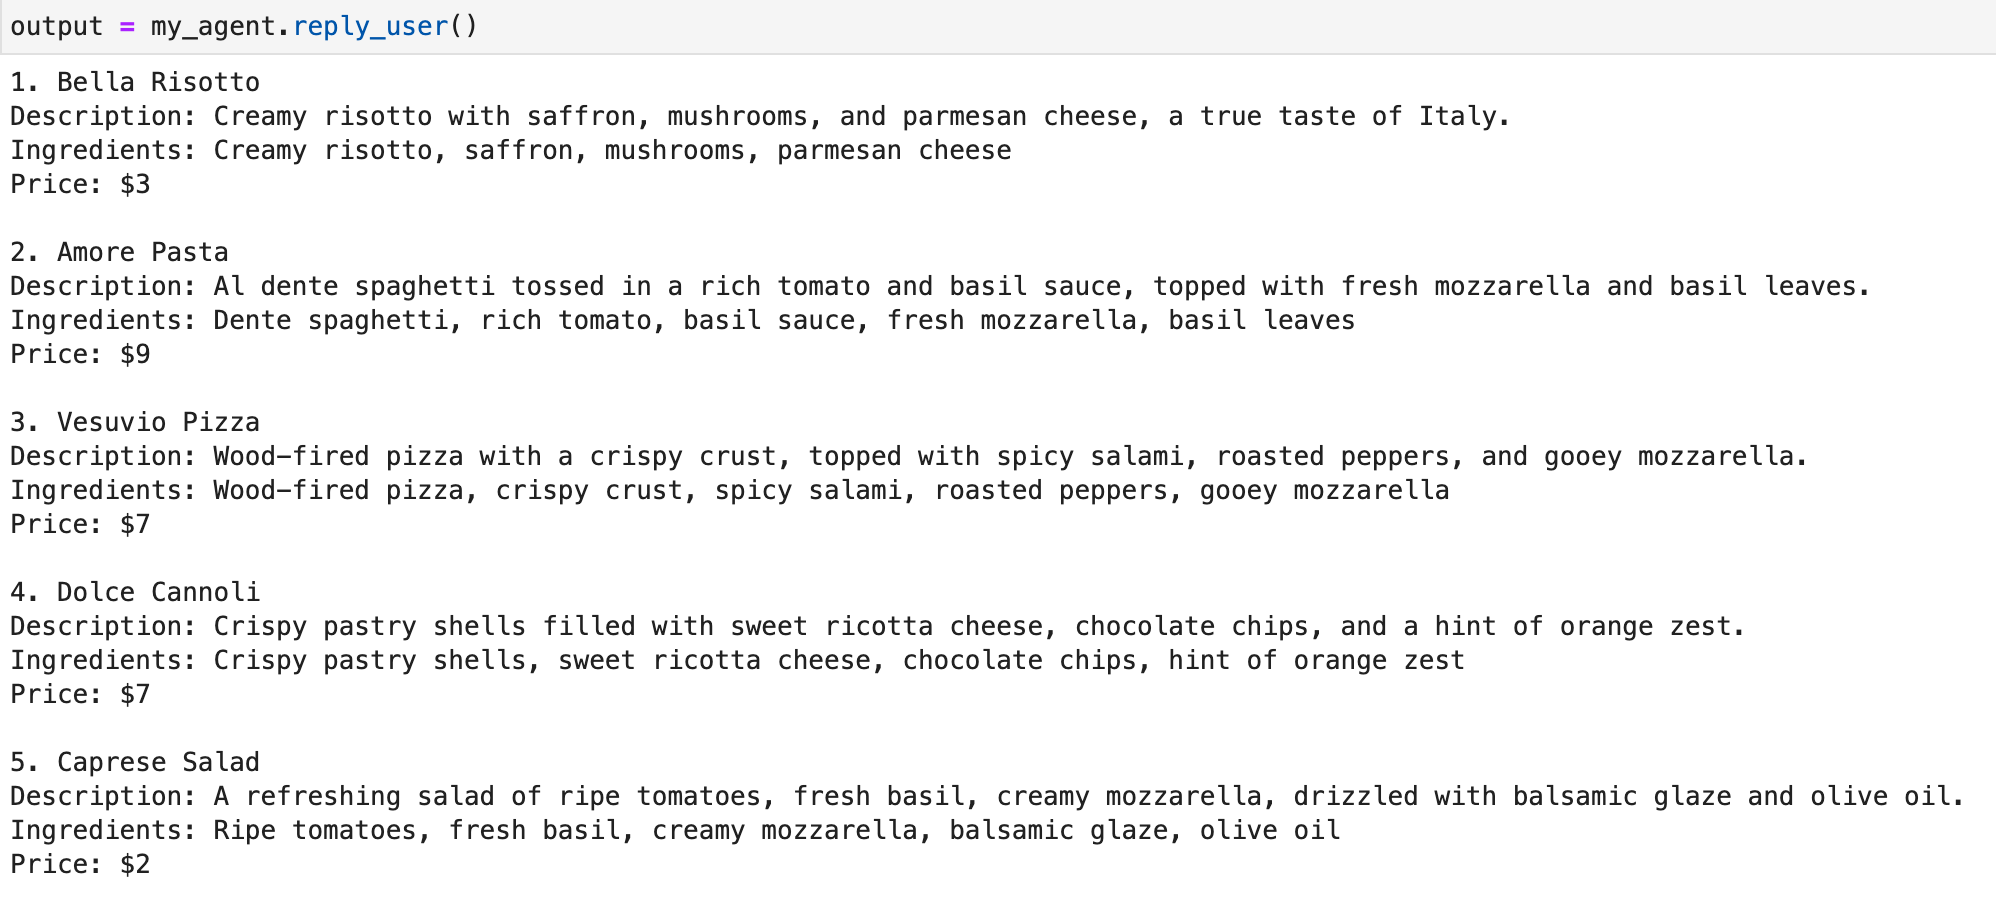 output = my_agent.reply_user()
1. Bella Risotto
Description: Creamy risotto with saffron, mushrooms, and parmesan cheese, a true taste of Italy.
Ingredients: Creamy risotto, saffron, mushrooms, parmesan cheese
Price: $3
2. Amore Pasta
Description: Al dente spaghetti tossed in a rich tomato and basil sauce, topped with fresh mozzarella and basil leaves.
Ingredients: Dente spaghetti, rich tomato, basil sauce, fresh mozzarella, basil leaves
Price: $9
3. Vesuvio Pizza
Description: Wood-fired pizza with a crispy crust, topped with spicy salami, roasted peppers, and gooey mozzarella.
Ingredients: Wood-fired pizza, crispy crust, spicy salami, roasted peppers, gooey mozzarella
Price: $7
4. Dolce Cannoli
Description: Crispy pastry shells filled with sweet ricotta cheese, chocolate chips, and a hint of orange zest.
Ingredients: Crispy pastry shells, sweet ricotta cheese, chocolate chips, hint of orange zest
Price: $7
5. Caprese Salad
Description: A refreshing salad of ripe tomatoes, fresh basil, creamy mozzarella, drizzled with balsamic glaze and olive oil.
Ingredients: Ripe tomatoes, fresh basil, creamy mozzarella, balsamic glaze, olive oil
Price: $2